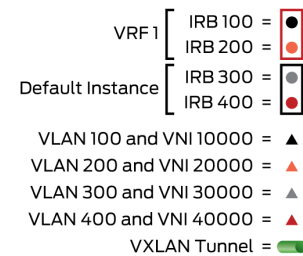 VRF 1
IRB 100 =
IRB 200 =
Default Instance
IRB 300 =
IRB 400 =
VLAN 100 and VNI 10000 =
VLAN 200 and VNI 20000 =
VLAN 300 and VNI 30000 =
VLAN 400 and VNI 40000 =
VXLAN Tunnel =